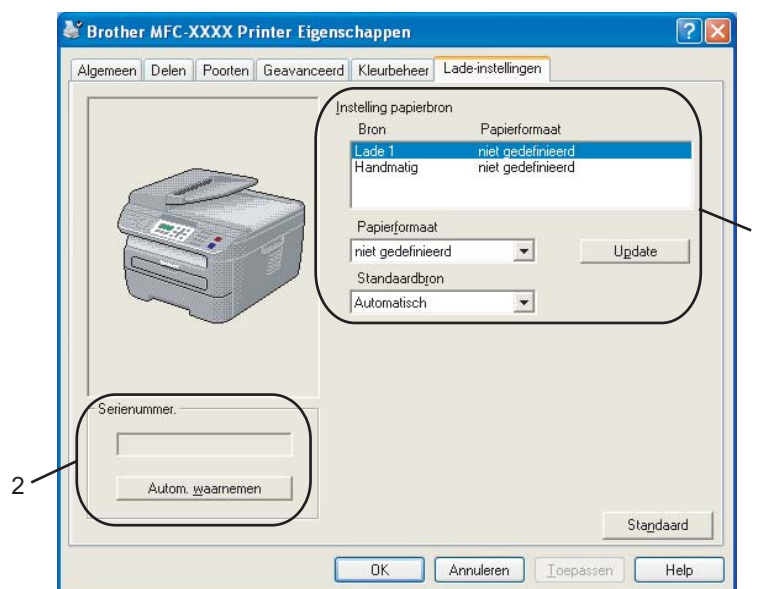 Brother MFC-XXXX Printer Eigenschappen
Algemeen Delen Poorten Geavanceerd Kleurbeheer Lade-instellingen
Instelling papierbron
Bron Papierformaat
Lade 1 niet gedefinieerd
Handmatig niet gedefinieerd
Papierformaat
niet gedefinieerd Update
Standaardbron
Automatisch
Serienummer.
2
Autom. waarnemen
Standaard
OK Annuleren Toepassen Help